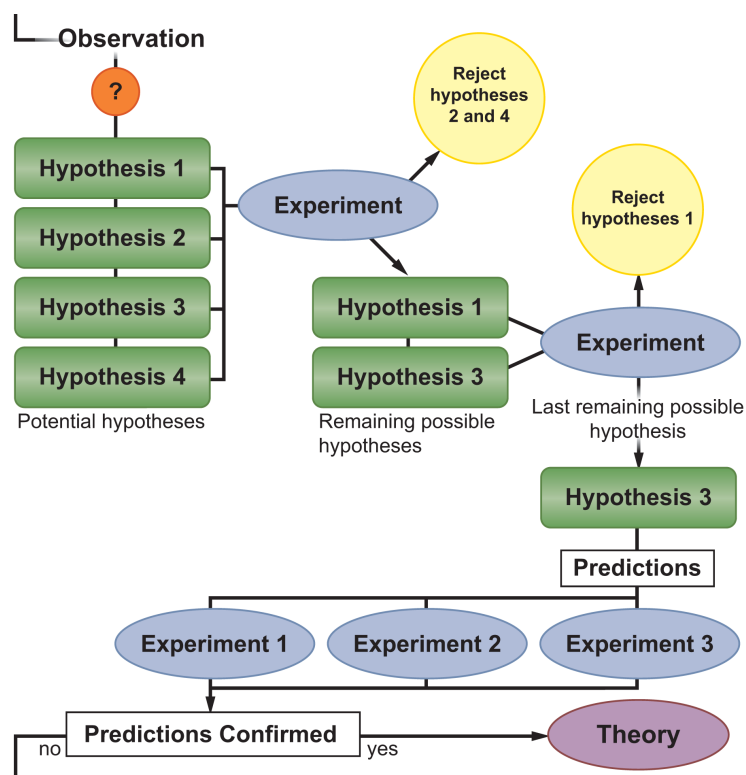 Observation
?
Hypothesis 1
Hypothesis 2
Hypothesis 3
Hypothesis 4
Potential hypotheses
Experiment
Reject
hypotheses
2 and 4
Hypothesis 1
Hypothesis 3
Remaining possible
hypotheses
Experiment
Reject
hypotheses 1
Last remaining possible
hypothesis
Hypothesis 3
Predictions
Experiment 1
Experiment 2
Experiment 3
Predictions Confirmed
no
yes
Theory